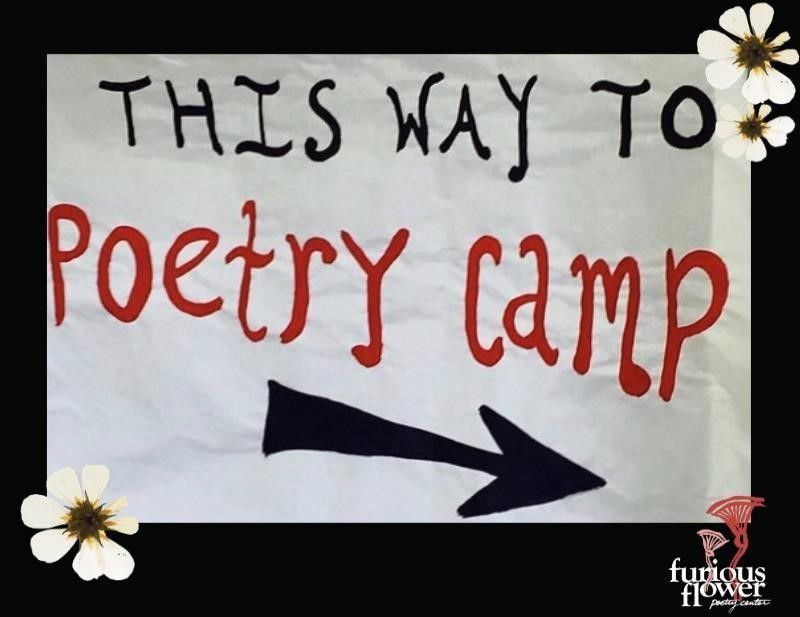 THIS WAY TO
Poetry Camp
furious
flower
poetry center